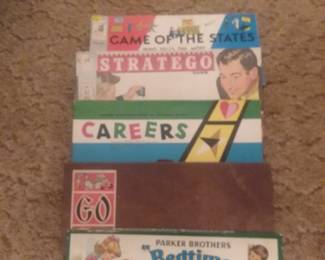 GAME OF THE STATES
STRATEGO
CAREERS
GO
PARKER BROTHERS
"Bedtime